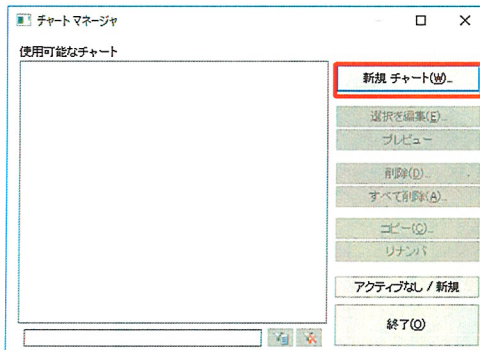 チャート マネージャ
使用可能なチャート
新規 チャート(W)...
選択を編集(E)...
プレビュー
削除(D)...
すべて削除(A)...
コピー(C)...
リナンバ
アクティブなし / 新規
終了(O)